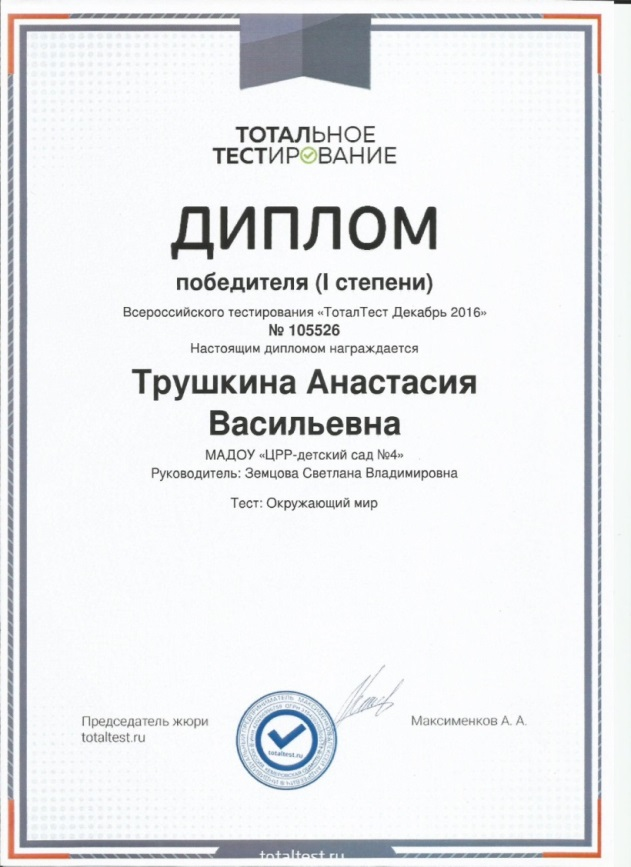 ТОТАЛЬНОЕ
ТЕСТИРОВАНИЕ
ДИПЛОМ
победителя (I степени)
Всероссийского тестирования «ТоталТест Декабрь 2016»
№ 105526
Настоящим дипломом награждается
Трушкина Анастасия
Васильевна
МАДОУ «ЦРР-детский сад №4»
Руководитель: Земцова Светлана Владимировна
Тест: Окружающий мир
Председатель жюри
totaltest.ru
totaltest.ru
Максименков А. А.
totaltest.ru